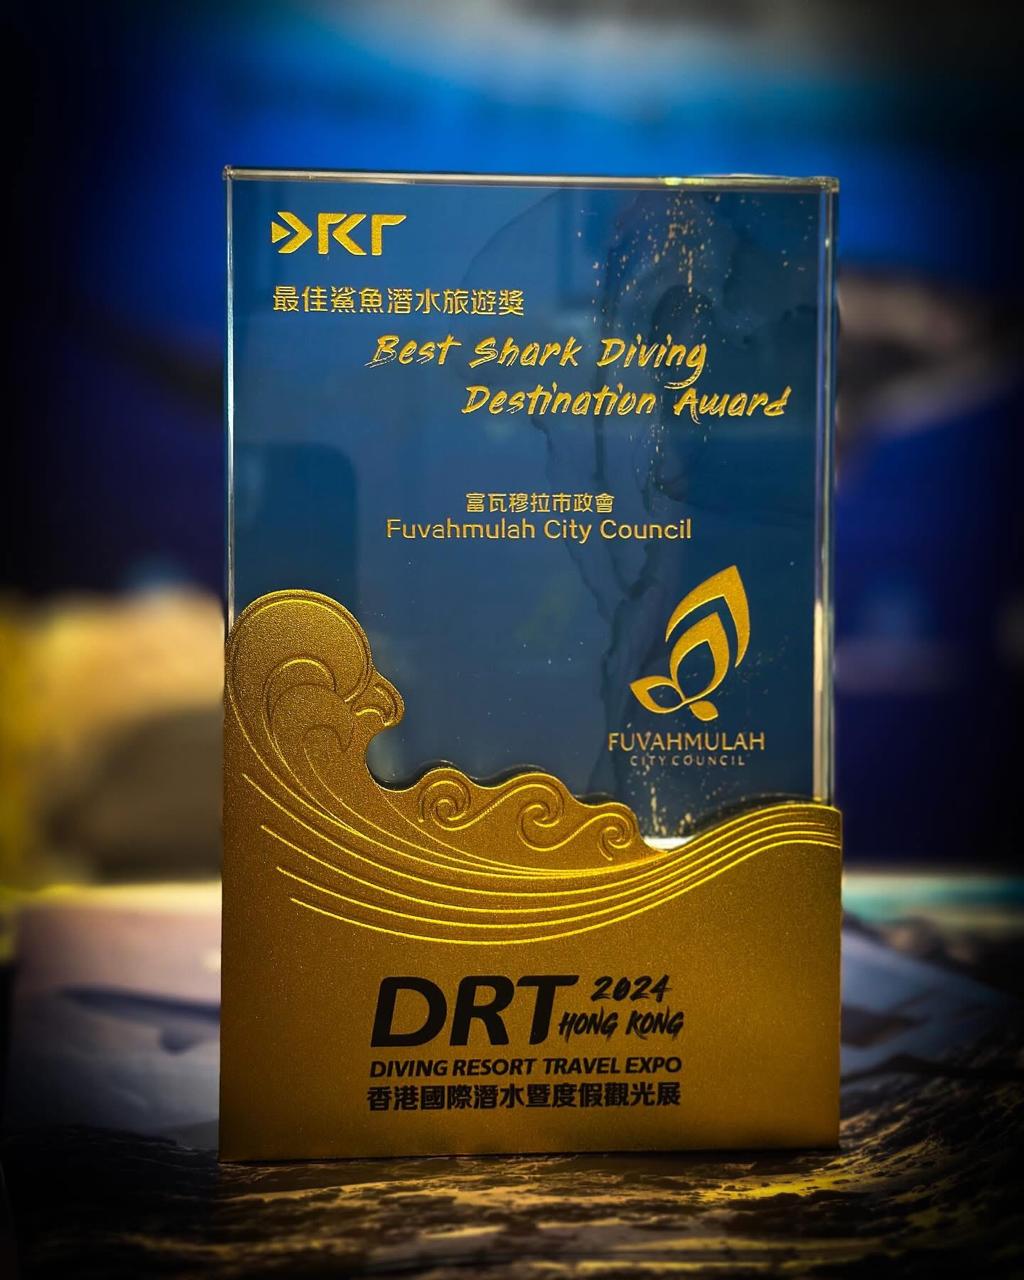 DRT
最佳鯊魚潛水旅遊獎
Best Shark Diving
Destination Award
富瓦穆拉市政會
Fuvahmulah City Council
FUVAHMULAH
CITY COUNCIL
DRT 2024
HONG KONG
DIVING RESORT TRAVEL EXPO
香港國際潛水暨度假觀光展